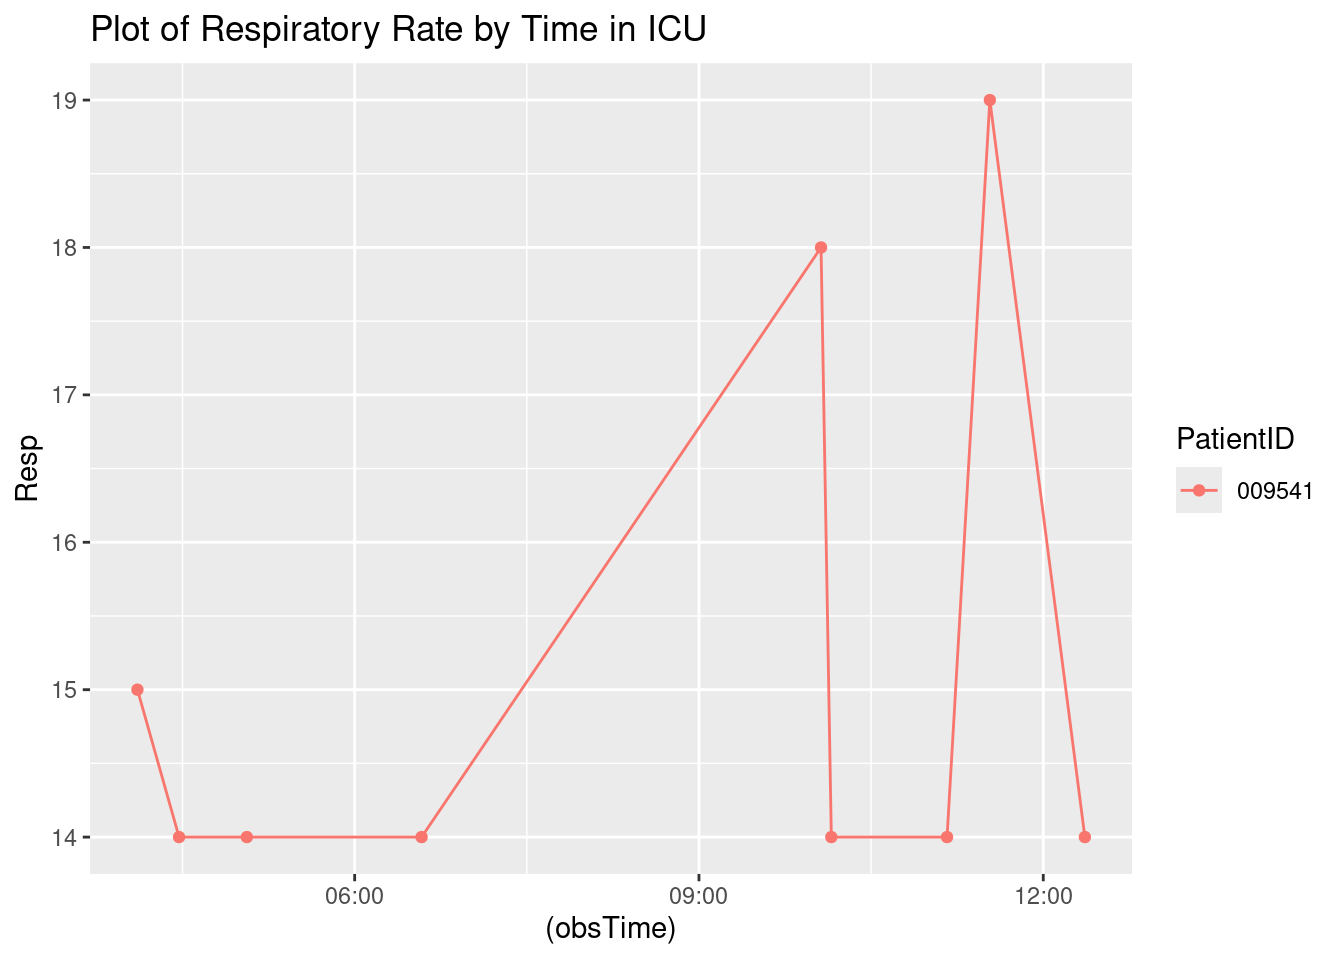 Plot of Respiratory Rate by Time in ICU
19
18
17
16
15
14
Resp
06:00 09:00 12:00
(obsTime)
PatientID
009541